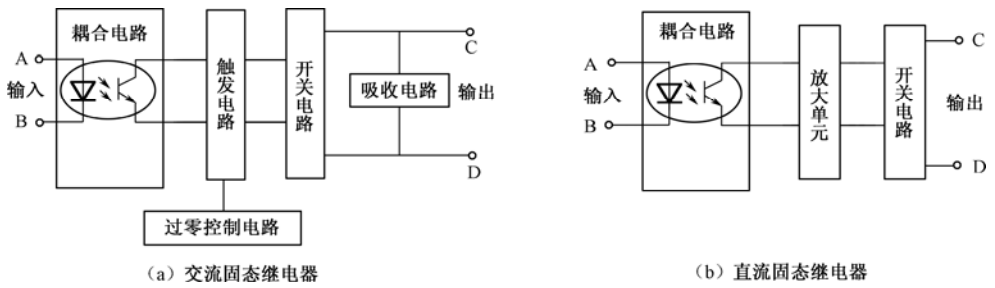 耦合电路
A
输入
B
触发电路
开关电路
吸收电路
C
输出
D
过零控制电路
(a) 交流固态继电器
耦合电路
A
输入
B
放大单元
开关电路
C
输出
D
(b) 直流固态继电器